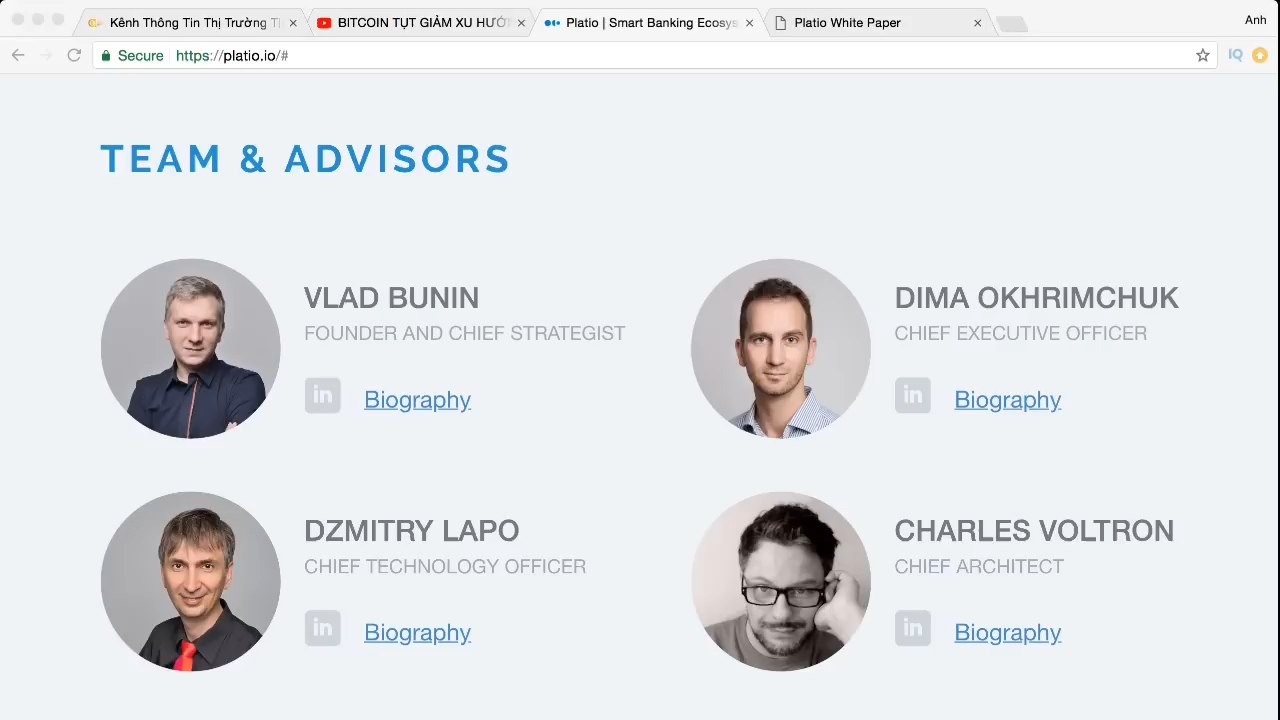 Kênh Thông Tin Thị Trường Ti
BITCOIN TỤT GIẢM XU HƯỚ
Platio | Smart Banking Ecosys
Platio White Paper
Anh
Secure
https://platio.io/#
IQ
TEAM & ADVISORS
VLAD BUNIN
FOUNDER AND CHIEF STRATEGIST
in
Biography
DIMA OKHRIMCHUK
CHIEF EXECUTIVE OFFICER
in
Biography
DZMITRY LAPO
CHIEF TECHNOLOGY OFFICER
in
Biography
CHARLES VOLTRON
CHIEF ARCHITECT
in
Biography